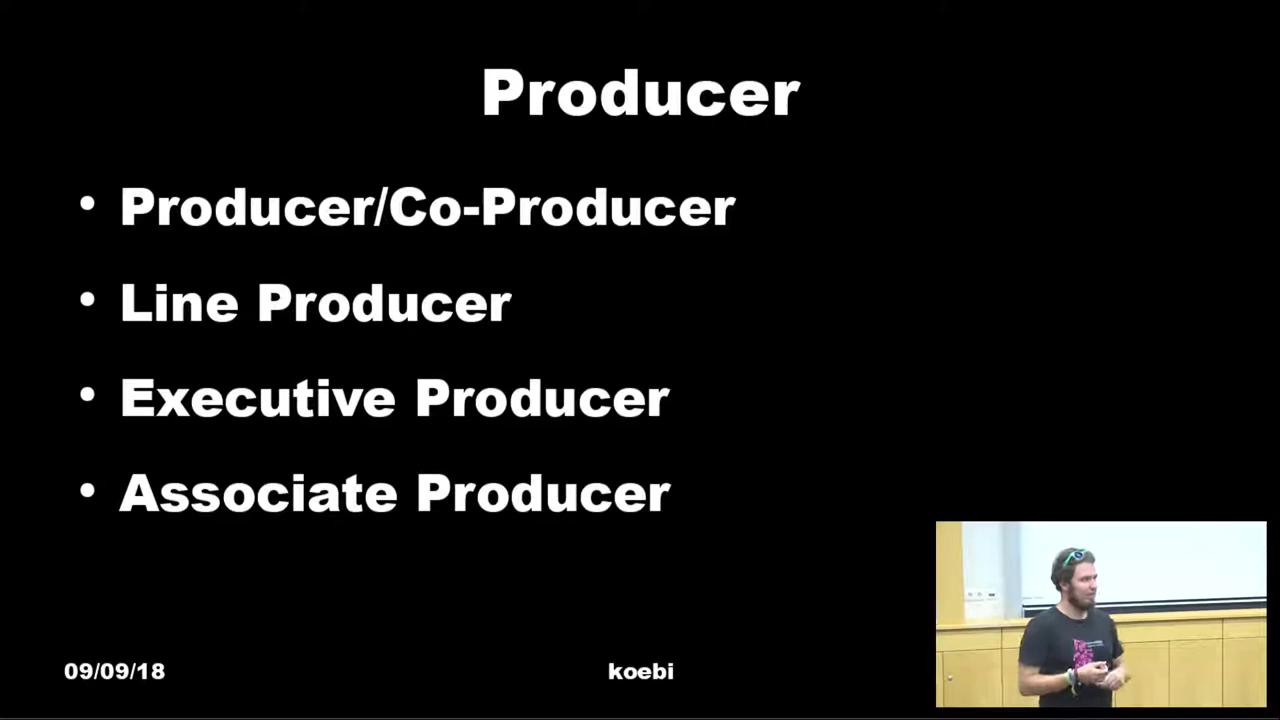 Producer
• Producer/Co-Producer
• Line Producer
• Executive Producer
• Associate Producer
09/09/18
koebi